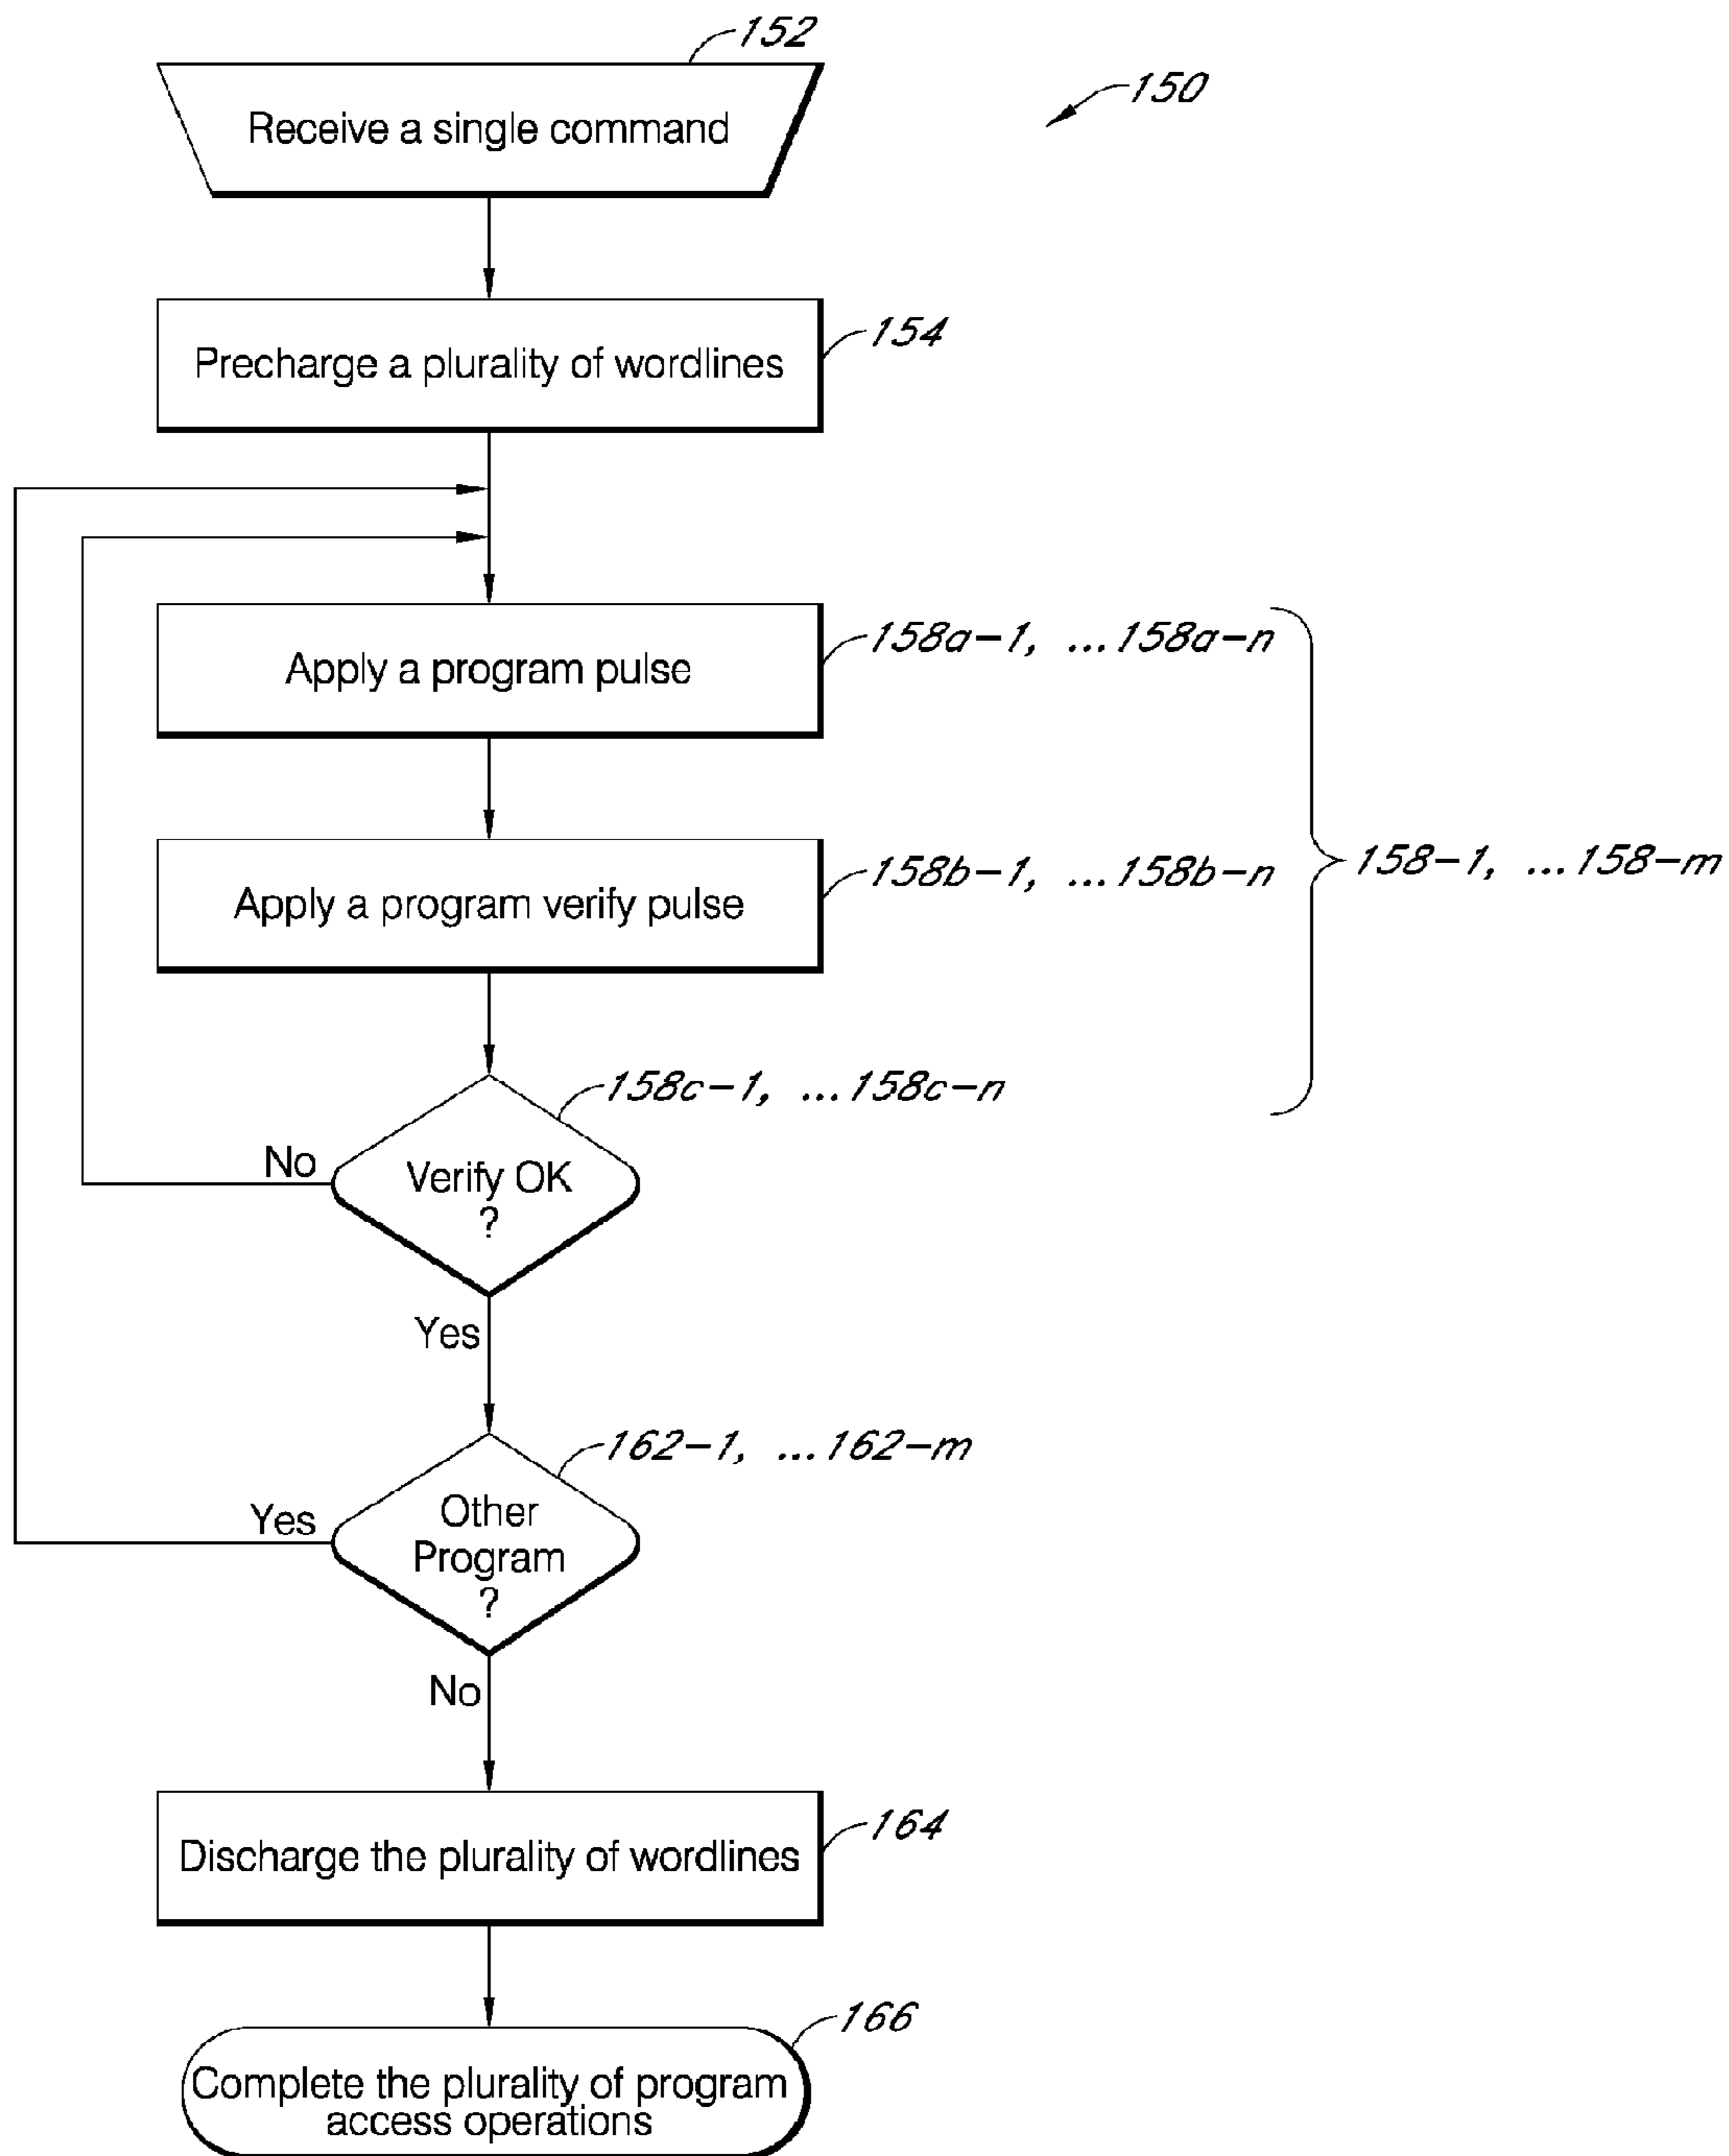 152
Receive a single command
150
154
Precharge a plurality of wordlines
158a-1, ...158a-n
Apply a program pulse
158b-1, ...158b-n
158-1, ...158-m
Apply a program verify pulse
158c-1, ...158c-n
No
Verify OK
?
Yes
162-1, ...162-m
Yes
Other
Program
?
No
164
Discharge the plurality of wordlines
166
Complete the plurality of program
access operations